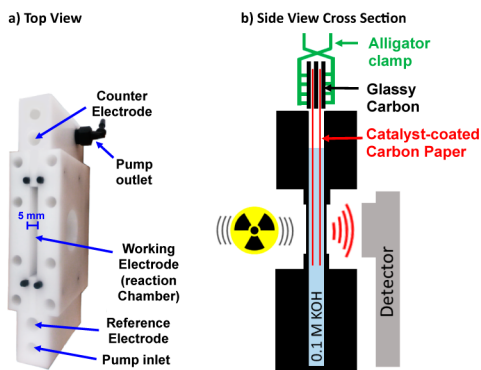 a) Top View
Counter
Electrode
Pump
outlet
5 mm
Working
Electrode
(reaction
Chamber)
Reference
Electrode
Pump inlet
b) Side View Cross Section
Alligator
clamp
Glassy
Carbon
Catalyst-coated
Carbon Paper
Detector
0.1 M KOH